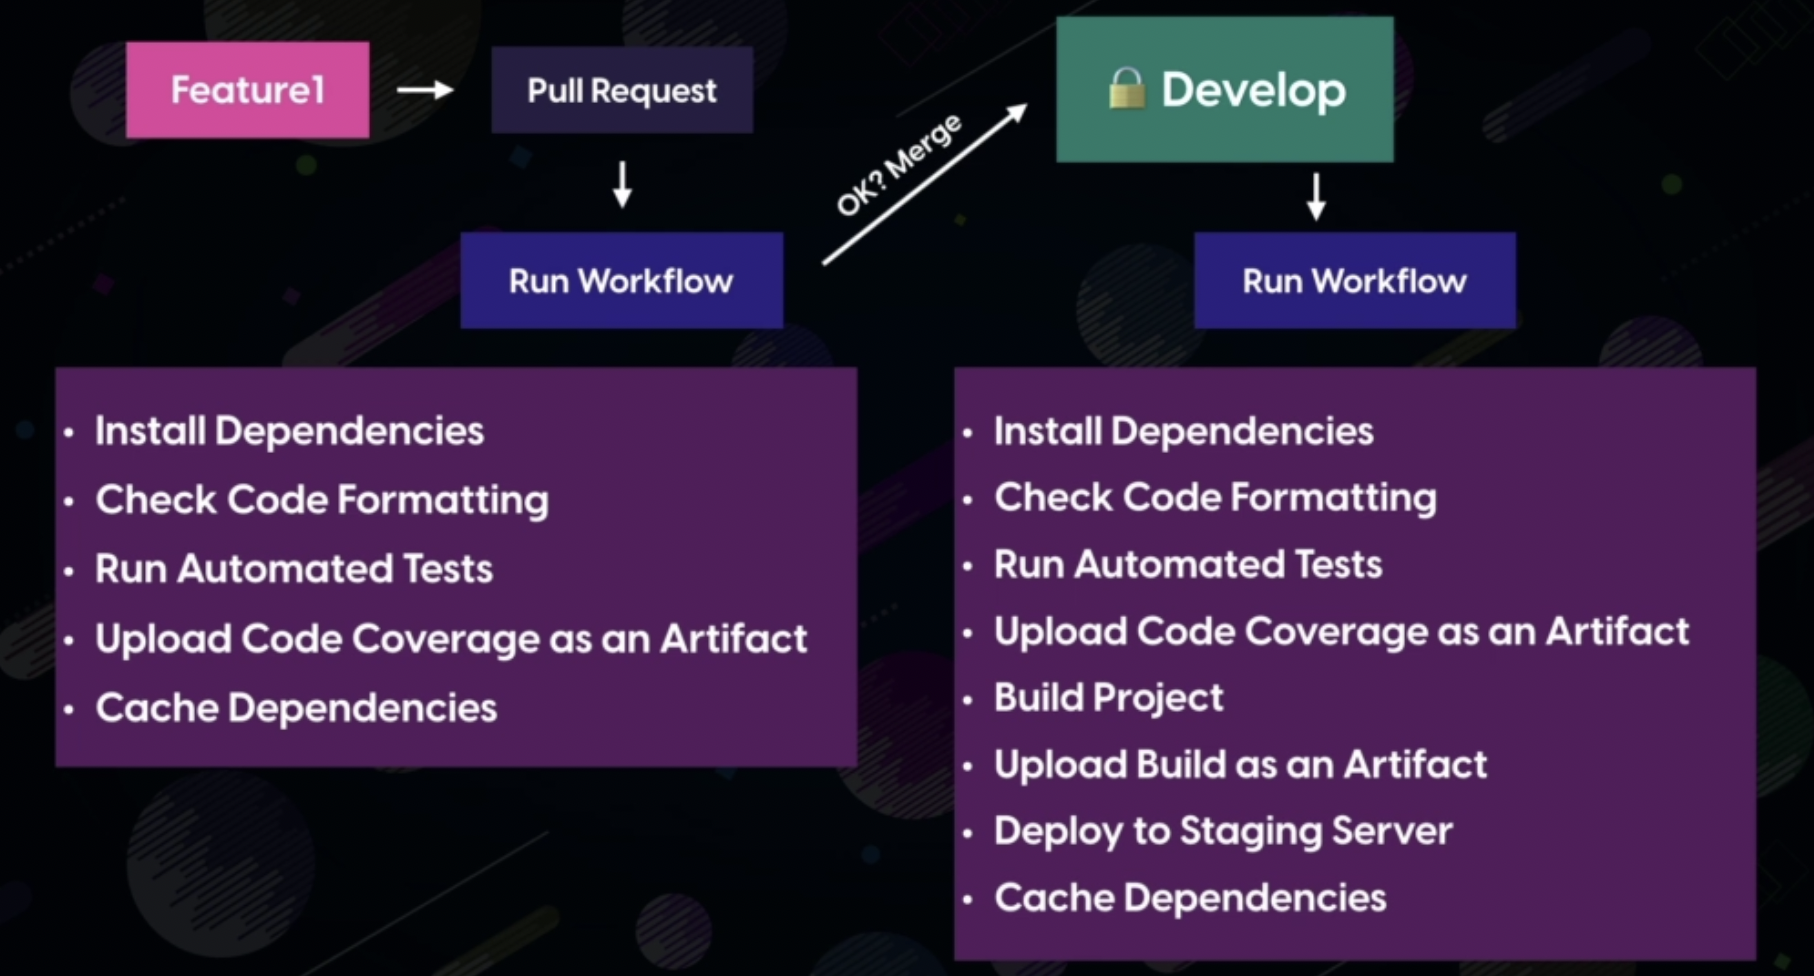 Feature1
Pull Request
Develop
OK? Merge
Run Workflow
Run Workflow
• Install Dependencies
• Check Code Formatting
• Run Automated Tests
• Upload Code Coverage as an Artifact
• Cache Dependencies
• Install Dependencies
• Check Code Formatting
• Run Automated Tests
• Upload Code Coverage as an Artifact
• Build Project
• Upload Build as an Artifact
• Deploy to Staging Server
• Cache Dependencies